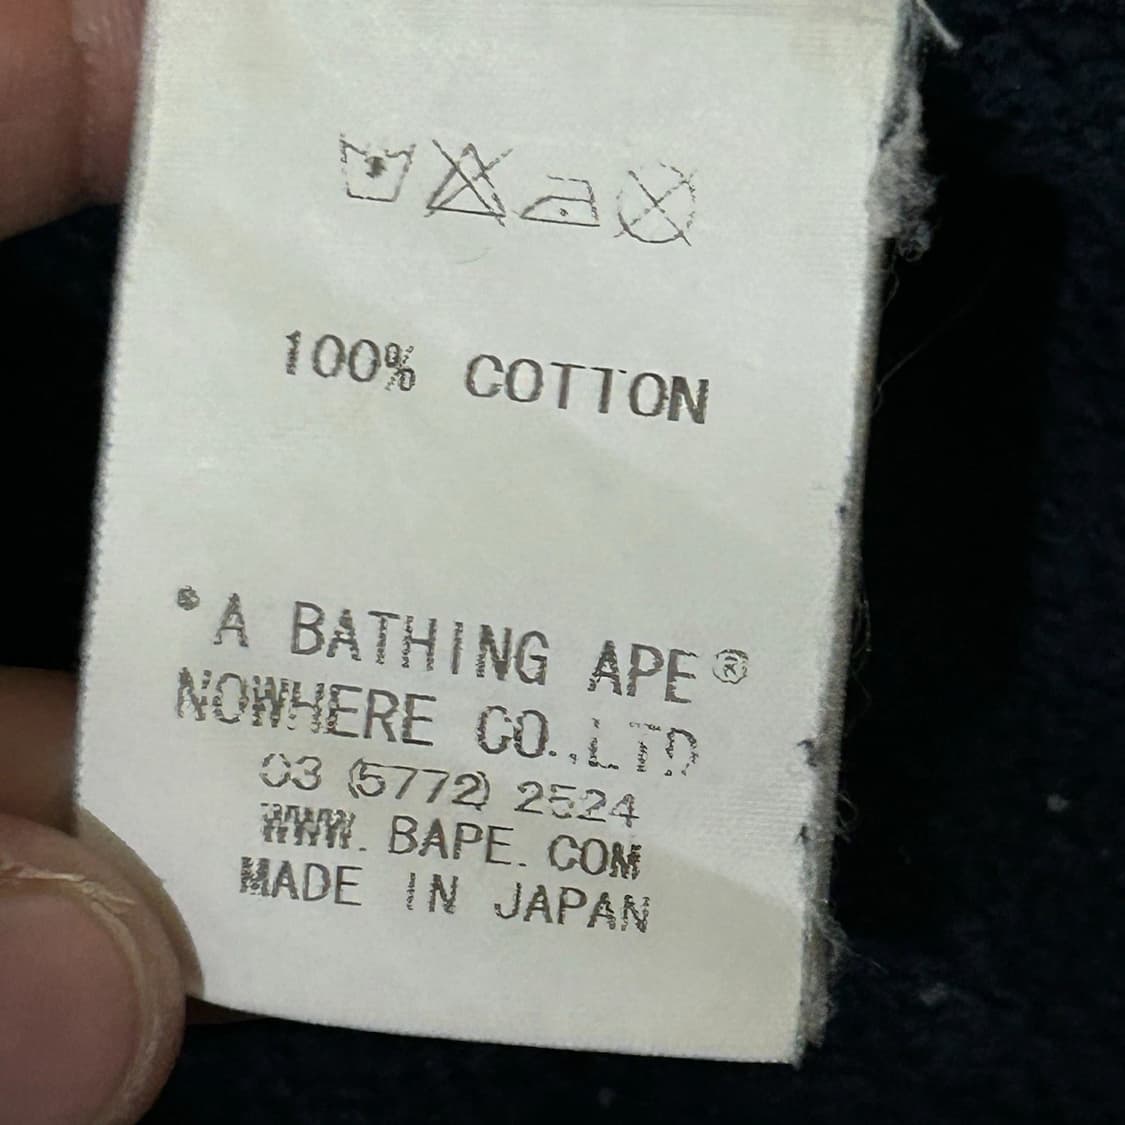 100% COTTON
•A BATHING APE®
NOWHERE CO.,LTD
03 (5772) 2524
WWW. BAPE. COM
MADE IN JAPAN